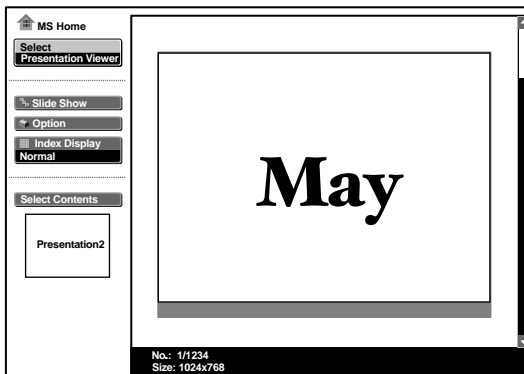 MS Home
Select
Presentation Viewer
Slide Show
Option
Index Display
Normal
Select Contents
Presentation2
May
No.: 1/1234
Size: 1024x768